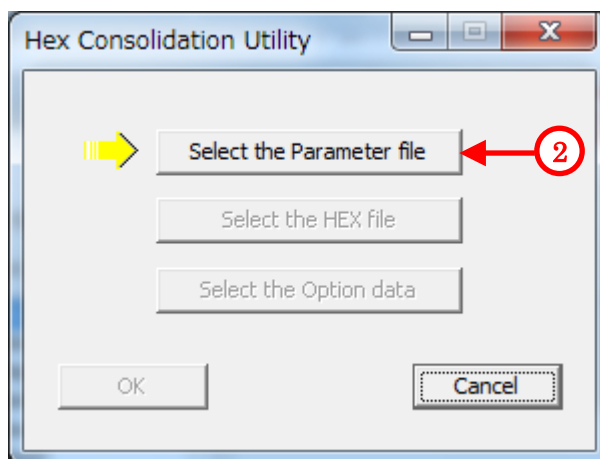 Hex Consolidation Utility
Select the Parameter file
2
Select the HEX file
Select the Option data
OK
Cancel